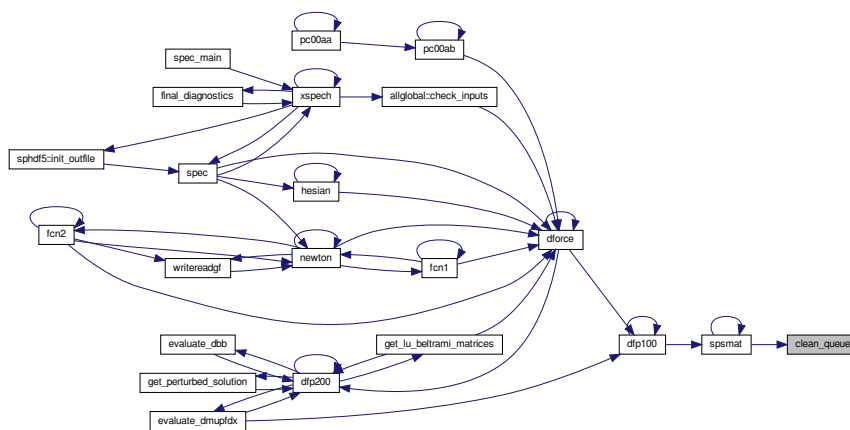 pc00aa
pc00ab
spec_main
final_diagnostics
xspech
allglobal::check_inputs
sphdf5::init_outfile
spec
hesian
fcn2
dforce
newton
writereadgf
fcn1
evaluate_dbb
get_lu_beltrami_matrices
dfp100
spsmat
clean_queue
get_perturbed_solution
dfp200
evaluate_dmupfdx